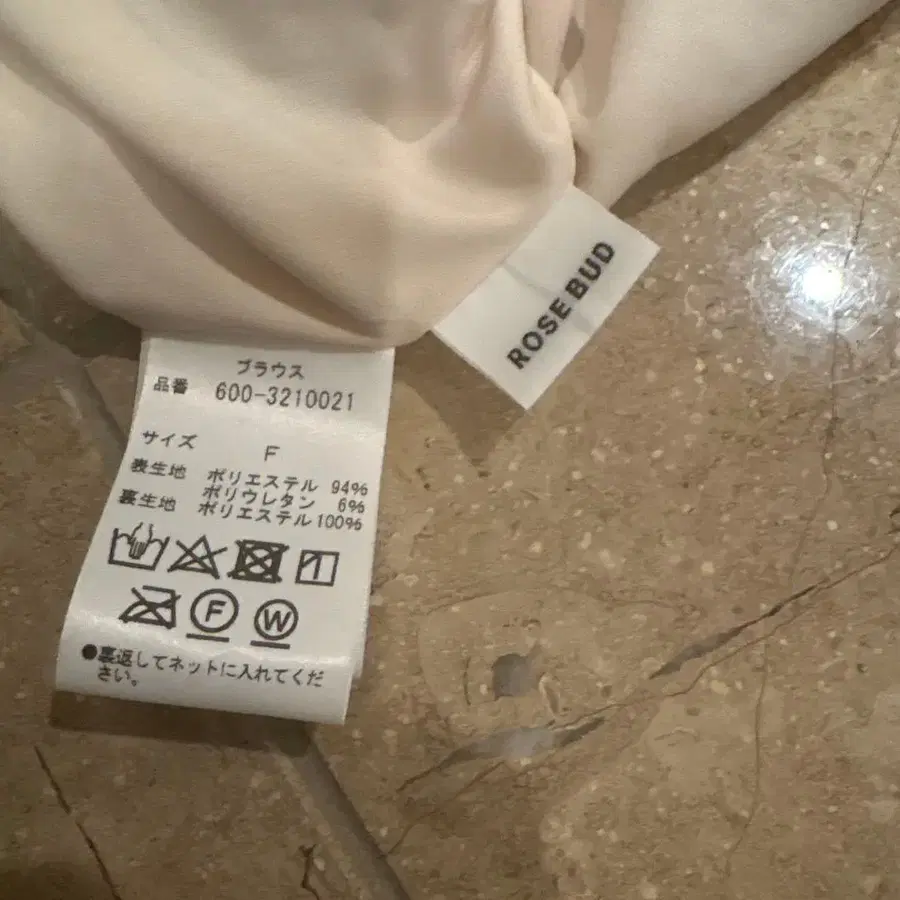 ROSE BUD
ブラウス
品番 600-3210021
サイズ F
表生地 ポリエステル 94%
ポリウレタン 6%
裏生地 ポリエステル 100%
F W
●裏返してネットに入れてくだ
さい。